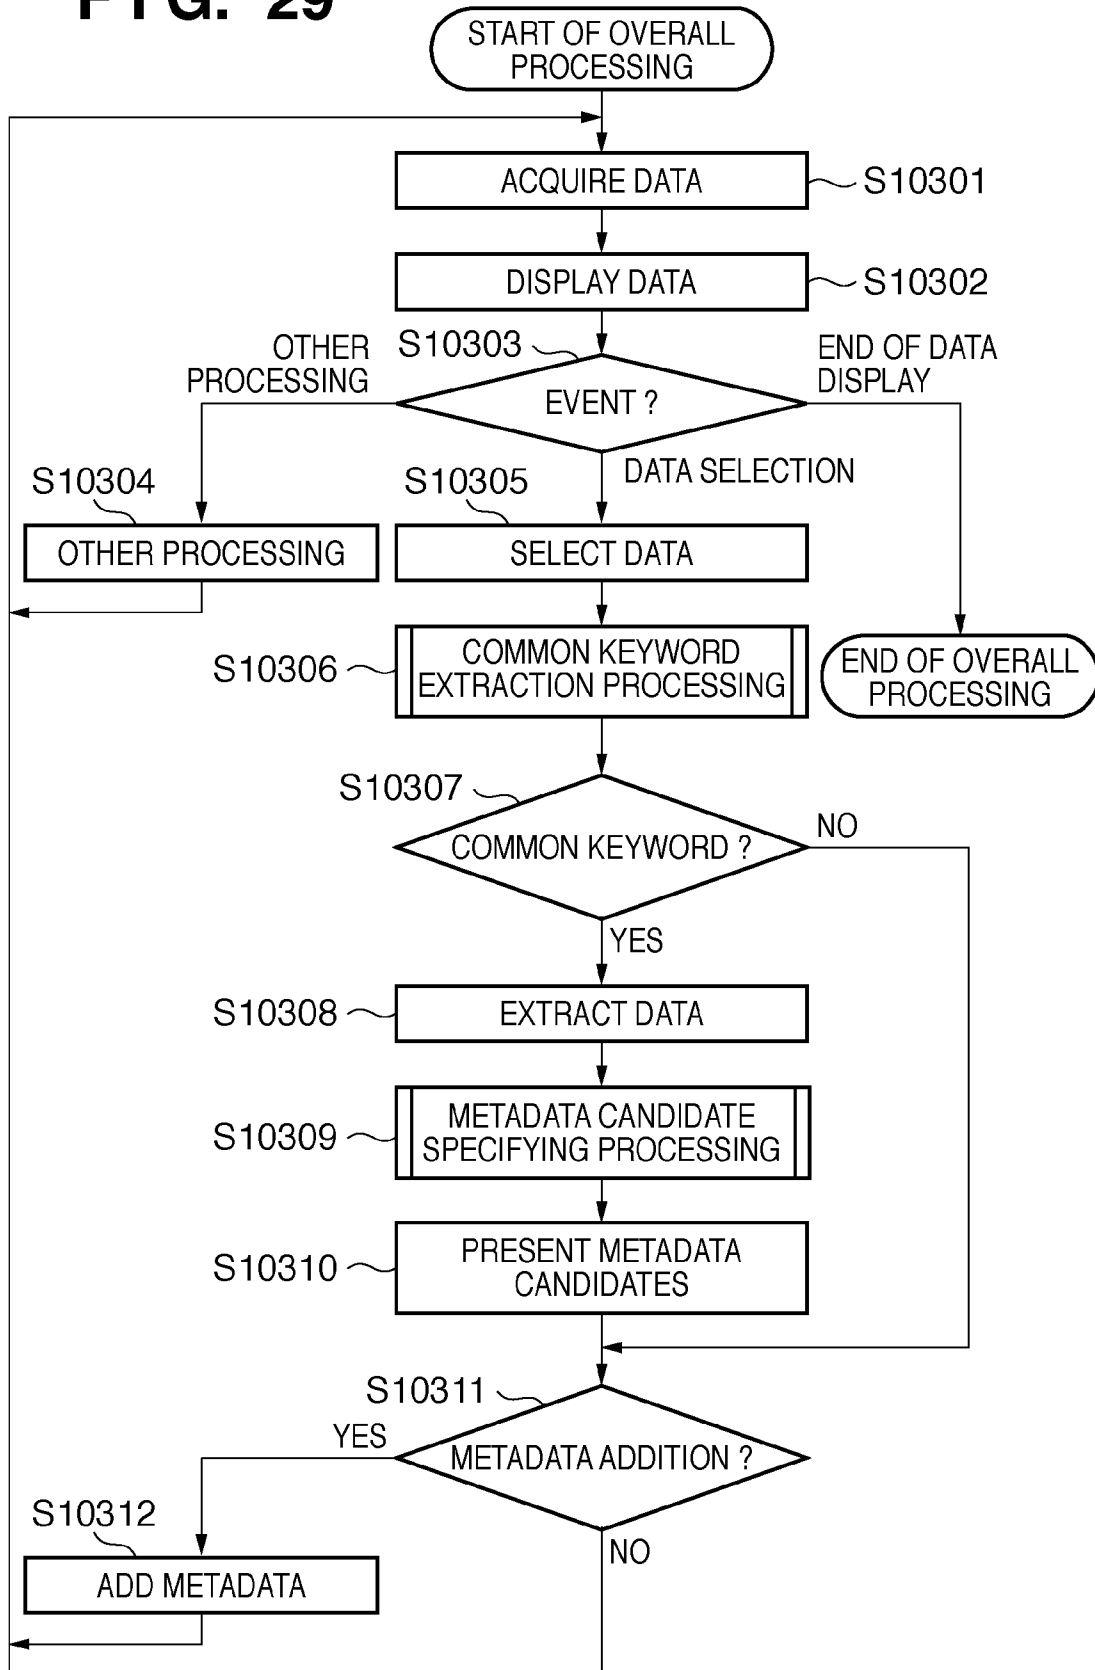 FIG. 29
START OF OVERALL
PROCESSING
ACQUIRE DATA
S10301
DISPLAY DATA
S10302
S10303
OTHER
PROCESSING
EVENT ?
END OF DATA
DISPLAY
DATA SELECTION
S10304
OTHER PROCESSING
S10305
SELECT DATA
S10306
COMMON KEYWORD
EXTRACTION PROCESSING
END OF OVERALL
PROCESSING
S10307
COMMON KEYWORD ?
NO
YES
S10308
EXTRACT DATA
S10309
METADATA CANDIDATE
SPECIFYING PROCESSING
S10310
PRESENT METADATA
CANDIDATES
S10311
YES
METADATA ADDITION ?
NO
S10312
ADD METADATA